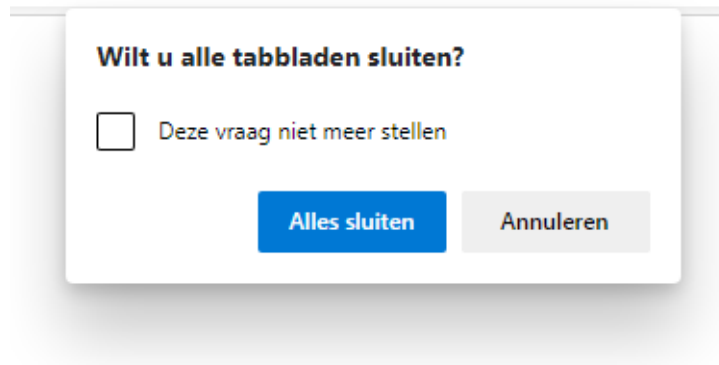 Wilt u alle tabbladen sluiten?
Deze vraag niet meer stellen
Alles sluiten
Annuleren